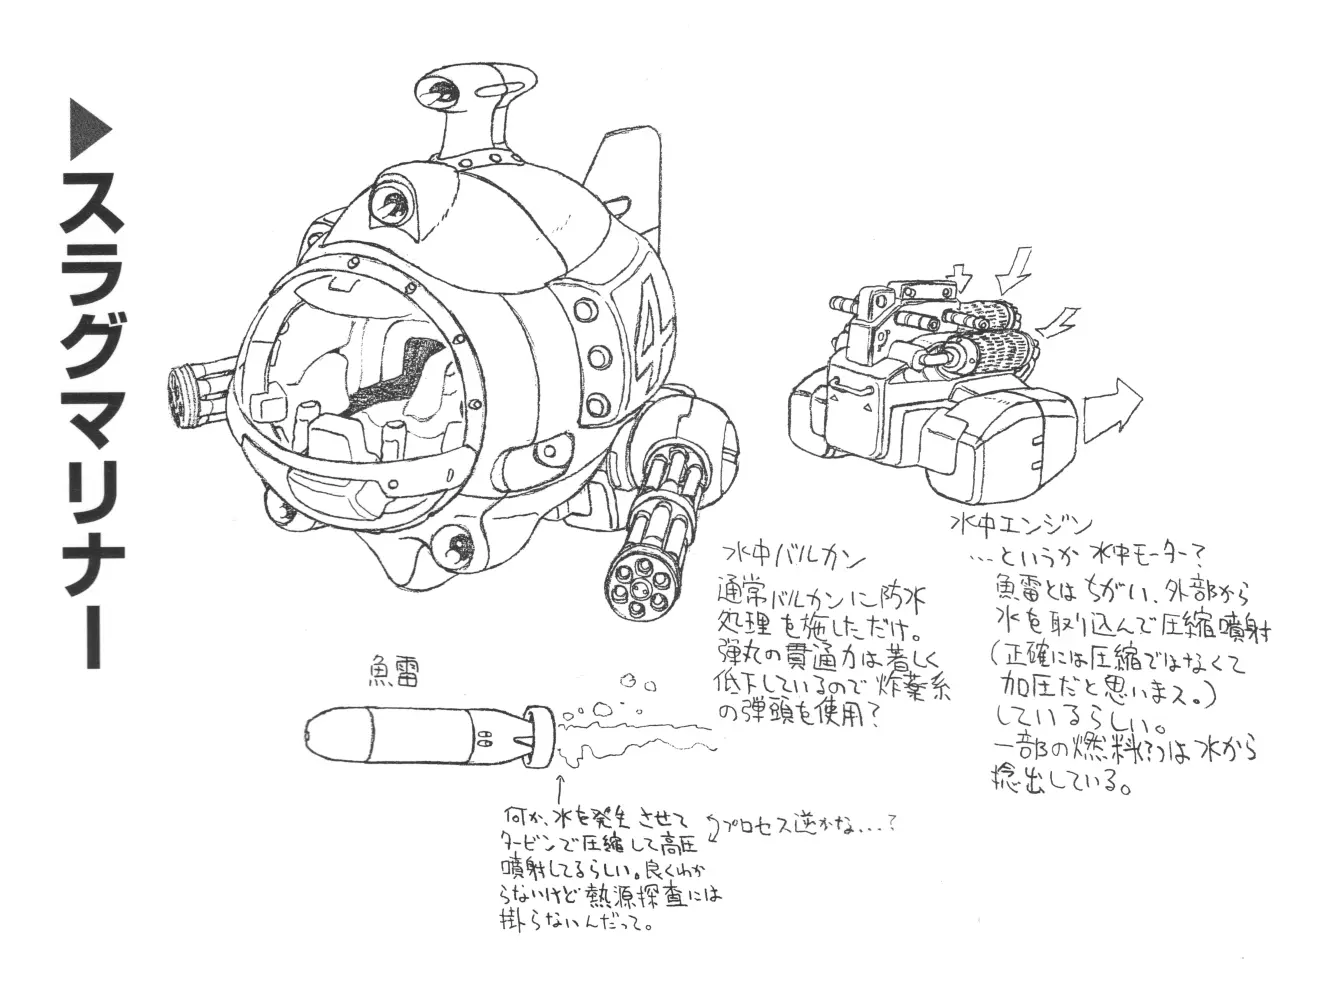 ▶スラグマリナー
4
水中バルカン
通常バルカンに防水
処理を施しただけ。
弾丸の貫通力は著しく
低下しているので炸薬系
の弾頭を使用?
水中エンジン
…というか水中モーター?
魚雷とはちがい、外部から
水を取り込んで圧縮噴射
(正確には圧縮ではなくて
加圧だと思いまス。)
しているらしい。
一部の燃料(?)は水から
捻出している。
魚雷
何か、水を発生させて
タービンで圧縮して高圧
噴射してるらしい。良くわか
らないけど熱源探査には
掛らないんだって。
プロセス逆かな…?